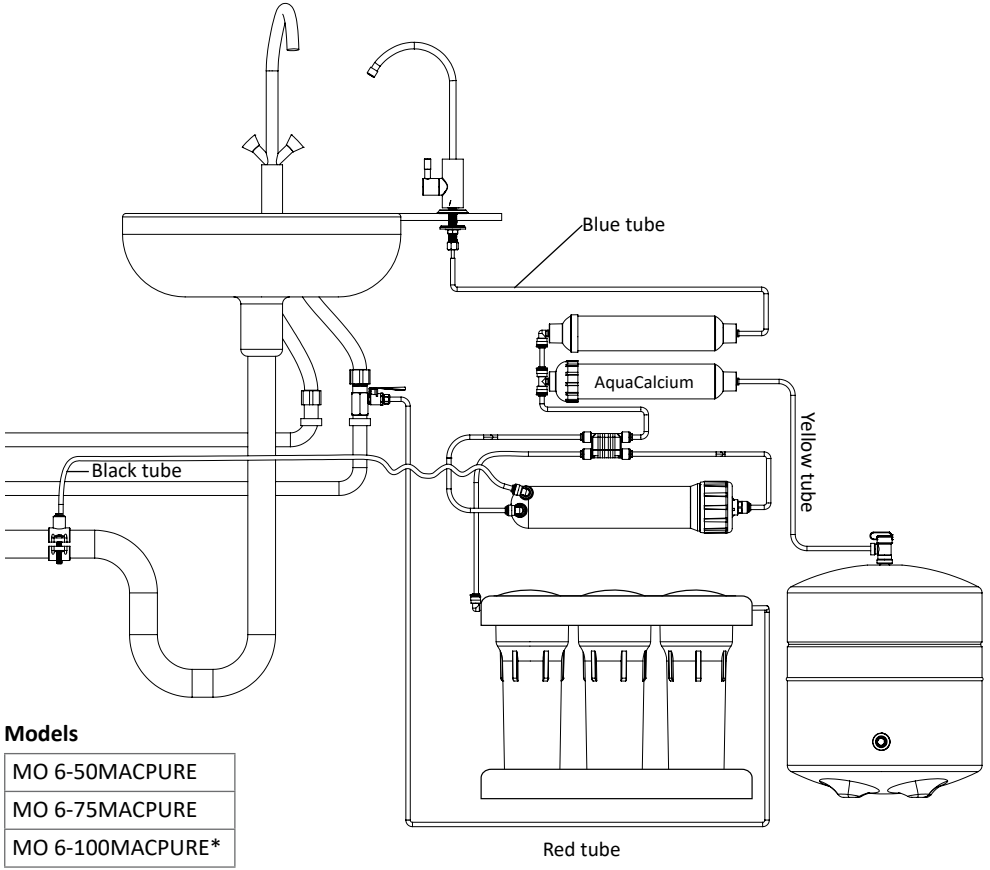 Blue tube
AquaCalcium
Yellow tube
Black tube
Models
MO 6-50MACPURE
MO 6-75MACPURE
MO 6-100MACPURE*
Red tube